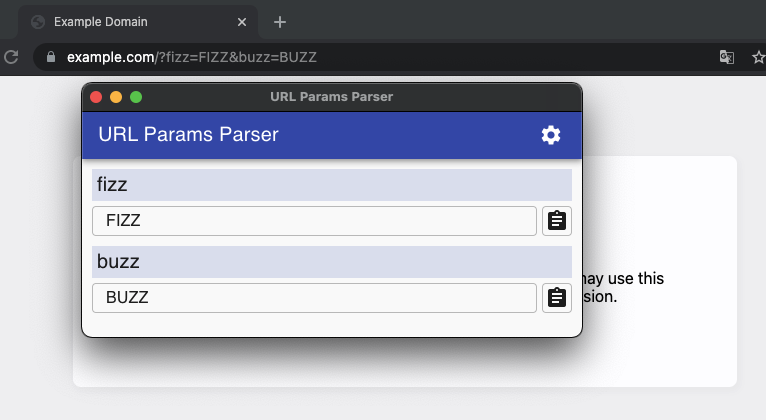 Example Domain
example.com/?fizz=FIZZ&buzz=BUZZ
URL Params Parser
URL Params Parser
fizz
FIZZ
buzz
may use this
BUZZ
sion.